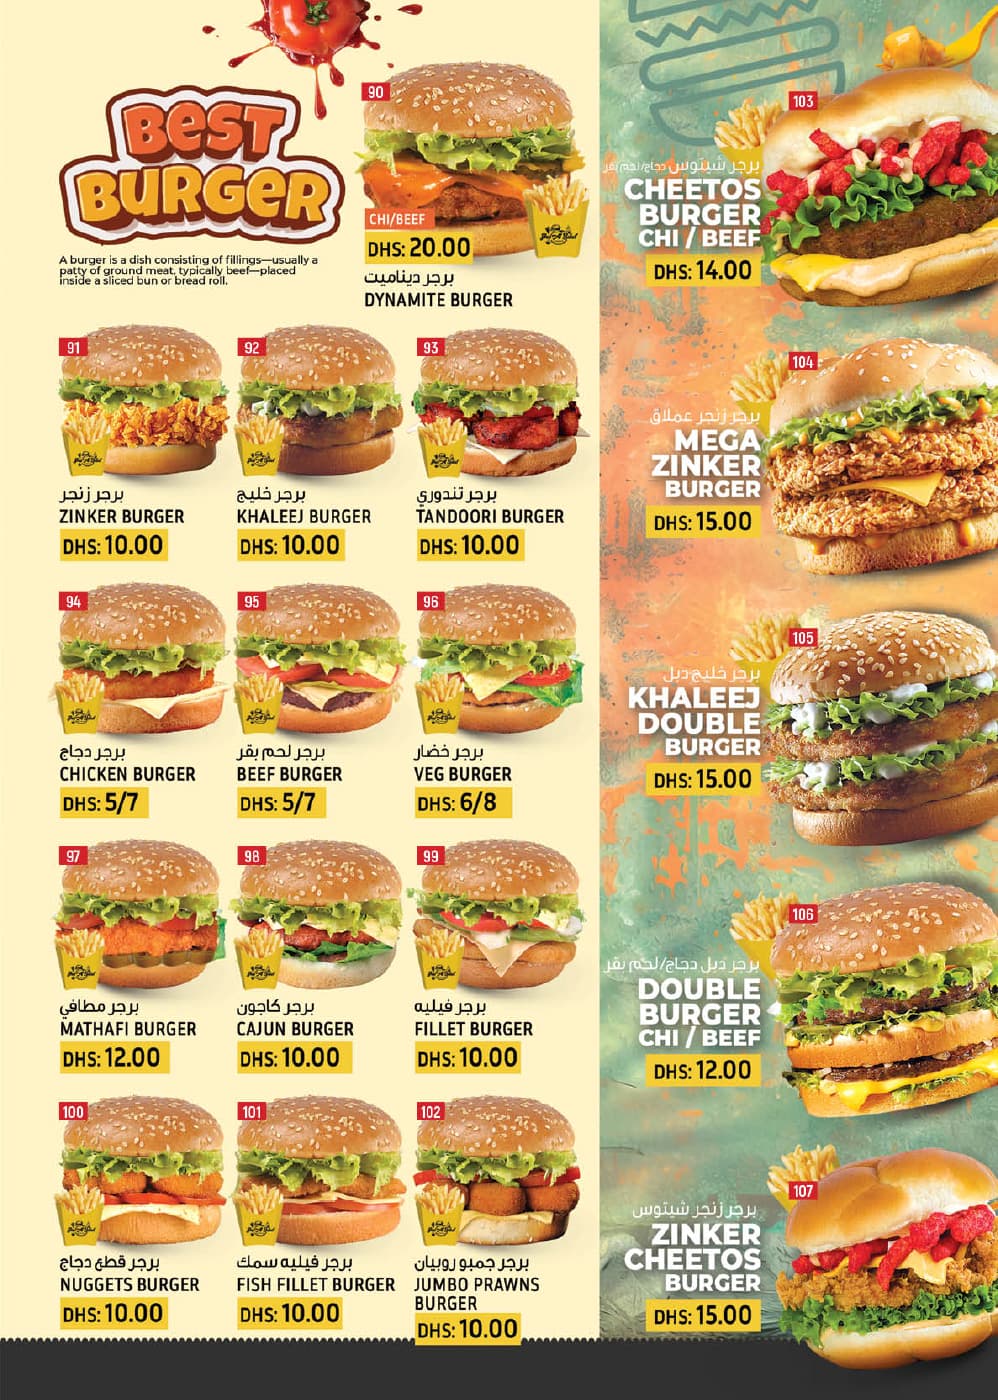 BEST
BURGER
A burger is a dish consisting of fillings—usually a
patty of ground meat, typically beef—placed
inside a sliced bun or bread roll.
90
CHI/BEEF
DHS: 20.00
برجر ديناميت
DYNAMITE BURGER
91
برجر زنجر
ZINKER BURGER
DHS: 10.00
92
برجر خليج
KHALEEJ BURGER
DHS: 10.00
93
برجر تندوري
TANDOORI BURGER
DHS: 10.00
94
برجر دجاج
CHICKEN BURGER
DHS: 5/7
95
برجر لحم بقر
BEEF BURGER
DHS: 5/7
96
برجر خضار
VEG BURGER
DHS: 6/8
97
برجر مطافي
MATHAFI BURGER
DHS: 12.00
98
برجر كاجون
CAJUN BURGER
DHS: 10.00
99
برجر فيليه
FILLET BURGER
DHS: 10.00
100
برجر قطع دجاج
NUGGETS BURGER
DHS: 10.00
101
برجر فيليه سمك
FISH FILLET BURGER
DHS: 10.00
102
برجر جمبو روبيان
JUMBO PRAWNS
BURGER
DHS: 10.00
103
برجر شيتوس دجاج/لحم بقر
CHEETOS
BURGER
CHI / BEEF
DHS: 14.00
104
برجر زنجر عملاق
MEGA
ZINKER
BURGER
DHS: 15.00
105
برجر خليج دبل
KHALEEJ
DOUBLE
BURGER
DHS: 15.00
106
برجر دبل دجاج/لحم بقر
DOUBLE
BURGER
CHI / BEEF
DHS: 12.00
107
برجر زنجر شيتوس
ZINKER
CHEETOS
BURGER
DHS: 15.00